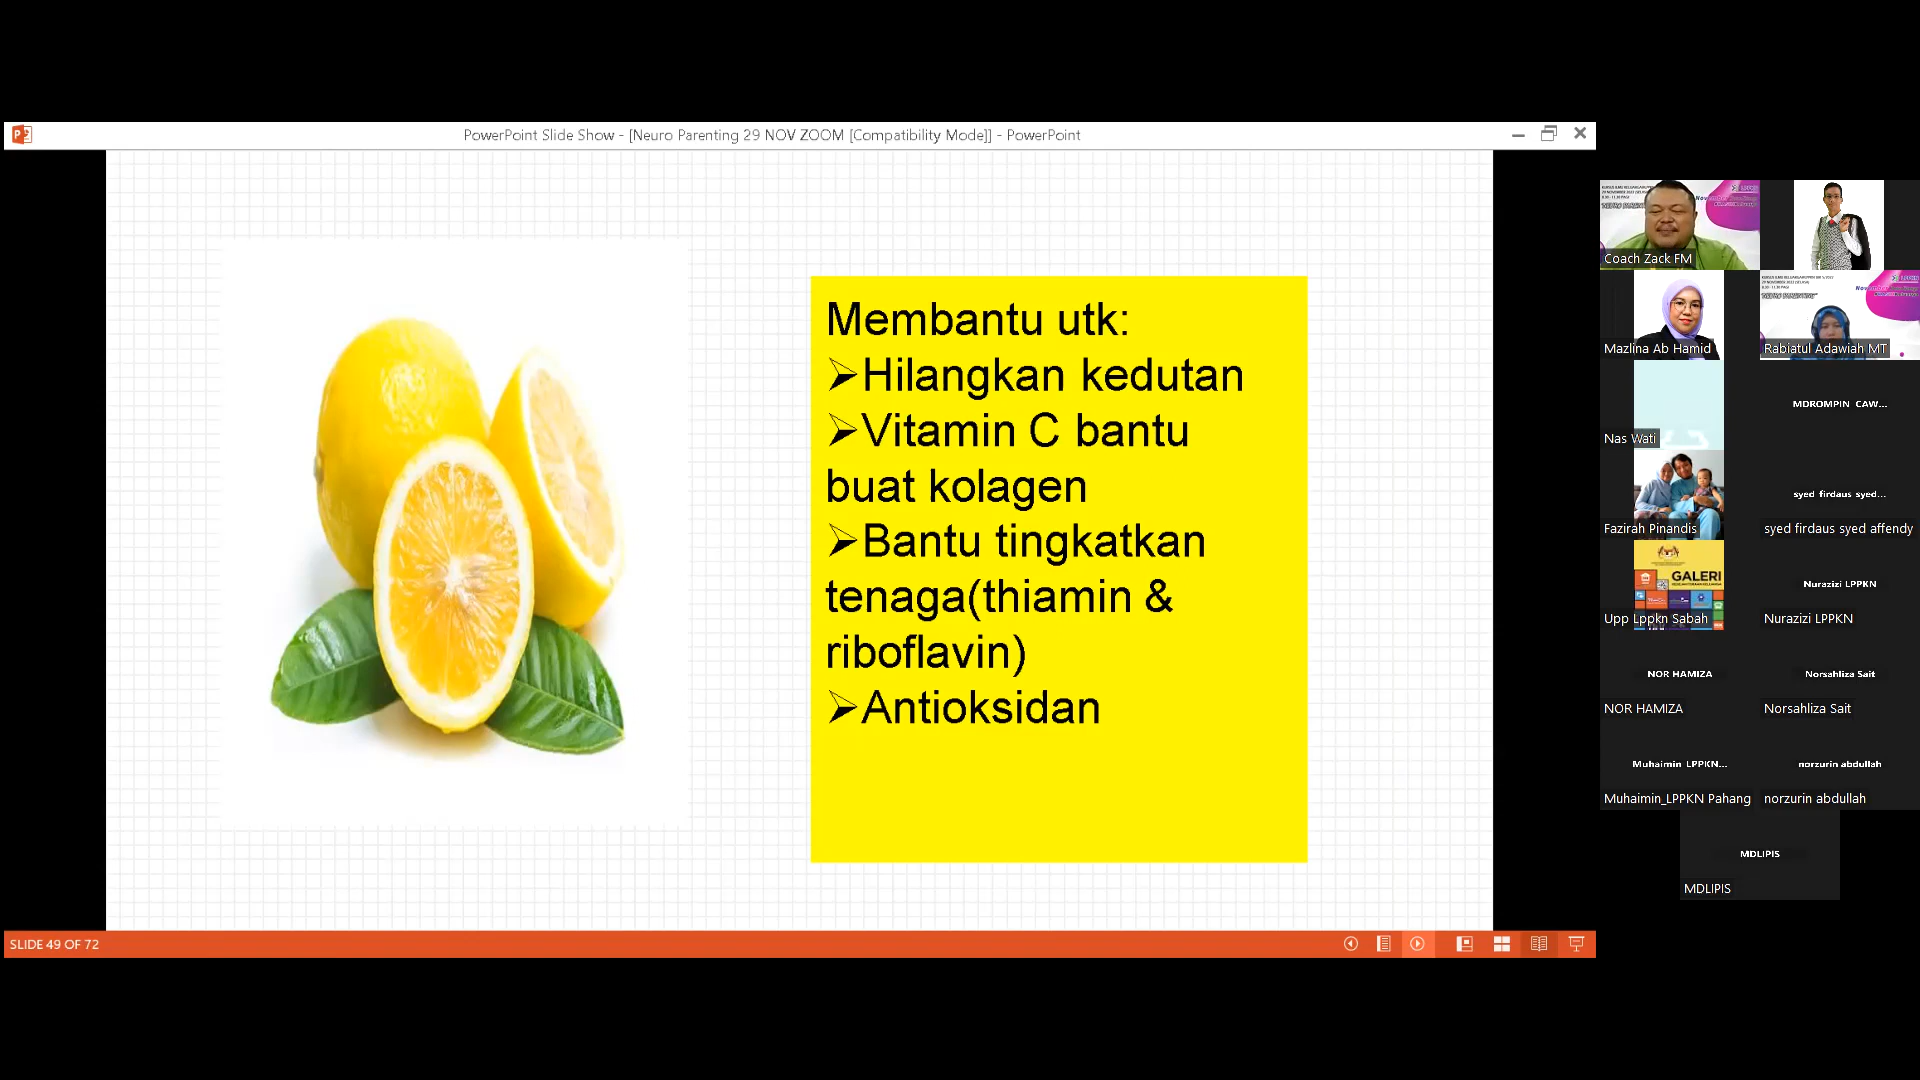 PowerPoint Slide Show - [Neuro Parenting 29 NOV ZOOM [Compatibility Mode]] - PowerPoint
Membantu utk:
➢Hilangkan kedutan
➢Vitamin C bantu
buat kolagen
➢Bantu tingkatkan
tenaga(thiamin &
riboflavin)
➢Antioksidan
SLIDE 49 OF 72
Coach Zack FM
Mazlina Ab Hamid
Rabiatul Adawiah MT
Nas Wati
MDROMPIN CAW...
Fazirah Pinandis
syed firdaus syed...
syed firdaus syed affendy
GALERI
Upp Lppkn Sabah
Nurazizi LPPKN
Nurazizi LPPKN
NOR HAMIZA
NOR HAMIZA
Norsahliza Sait
Norsahliza Sait
Muhaimin_LPPKN...
Muhaimin_LPPKN Pahang
norzurin abdullah
norzurin abdullah
MDLIPIS
MDLIPIS